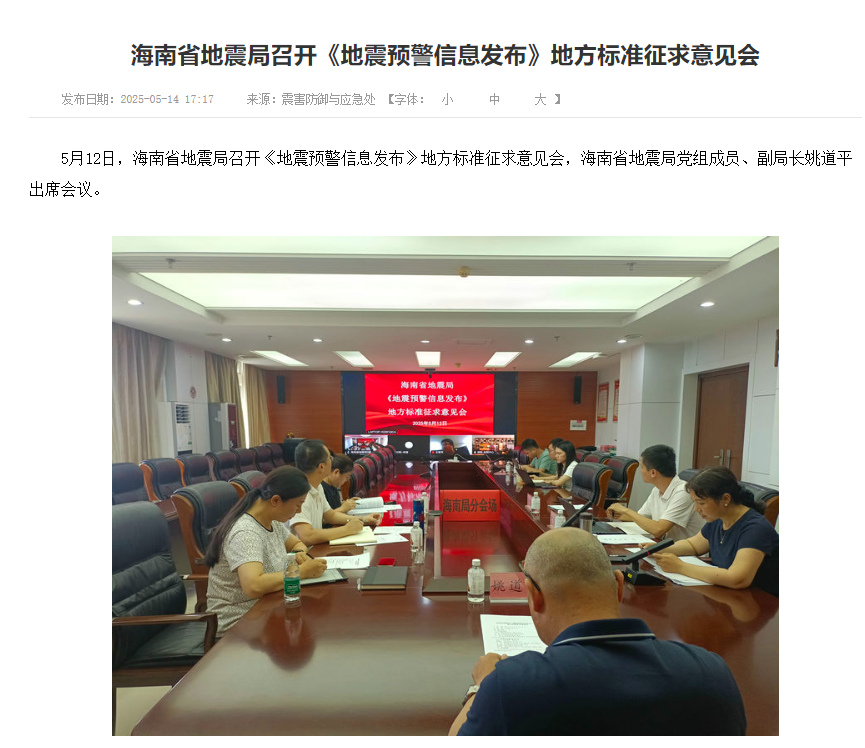 海南省地震局召开《地震预警信息发布》地方标准征求意见会
发布日期：2025-05-14 17:17 来源：震害防御与应急处 【字体： 小 中 大 】
5月12日，海南省地震局召开《地震预警信息发布》地方标准征求意见会，海南省地震局党组成员、副局长姚道平
出席会议。
海南省地震局
《地震预警信息发布》
地方标准征求意见会
2025年5月12日
海南局分会场
姚道